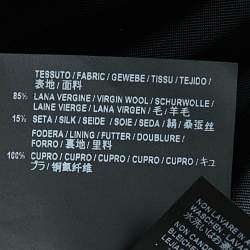 TESSUTO / FABRIC / GEWEBE / TISSU / TEJIDO /
表地 / 面料
85% LANA VERGINE / VIRGIN WOOL / SCHURWOLLE /
LAINE VIERGE / LANA VIRGEN / 毛 / 羊毛
15% SETA / SILK / SEIDE / SOIE / SEDA / 絹 / 桑蚕丝
FODERA / LINING / FUTTER / DOUBLURE /
FORRO / 裏地 / 里料
100% CUPRO / CUPRO / CUPRO / CUPRO / CUPRO / キュ
プラ / 铜氨纤维
NON LAVARE /
WASCHEN